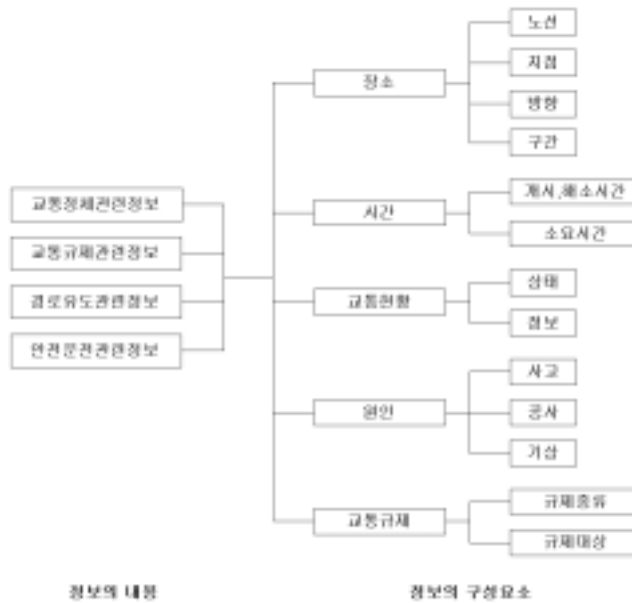 교통정체관련정보
교통규제관련정보
경로유도관련정보
안전운전관련정보
장소
시간
교통현황
원인
교통규제
노선
지점
방향
구간
개시,해소시간
소요시간
상태
정보
사고
공사
기상
규제종류
규제대상
정보의 내용
정보의 구성요소